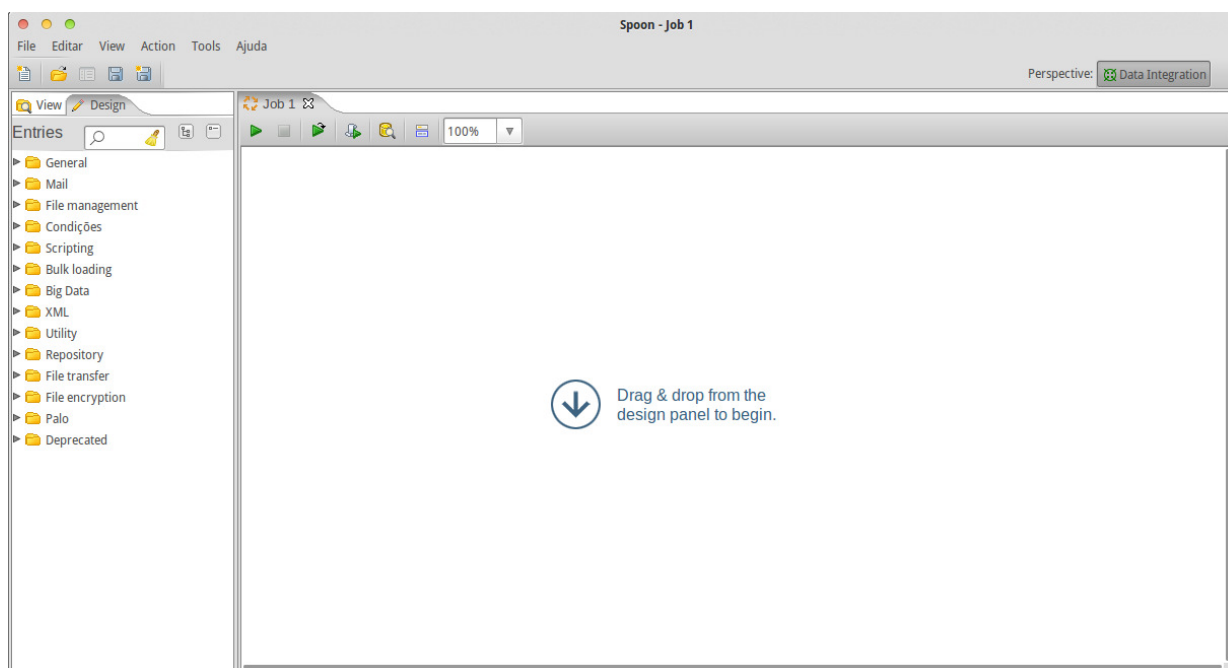 Spoon - Job 1
File Editar View Action Tools Ajuda
Perspective: Data Integration
View Design
Job 1
Entries
100%
General
Mail
File management
Condições
Scripting
Bulk loading
Big Data
XML
Utility
Repository
File transfer
File encryption
Palo
Deprecated
Drag & drop from the
design panel to begin.